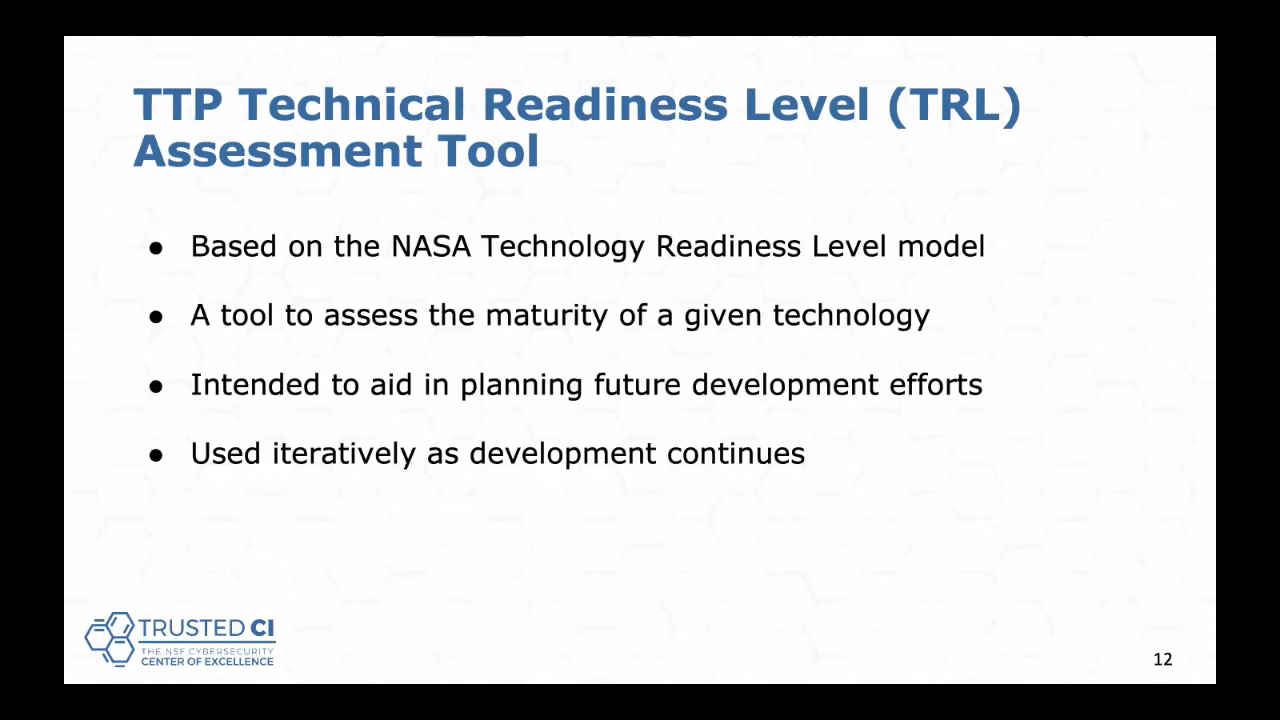 TTP Technical Readiness Level (TRL)
Assessment Tool
● Based on the NASA Technology Readiness Level model
● A tool to assess the maturity of a given technology
● Intended to aid in planning future development efforts
● Used iteratively as development continues
TRUSTED CI
THE NSF CYBERSECURITY
CENTER OF EXCELLENCE
12